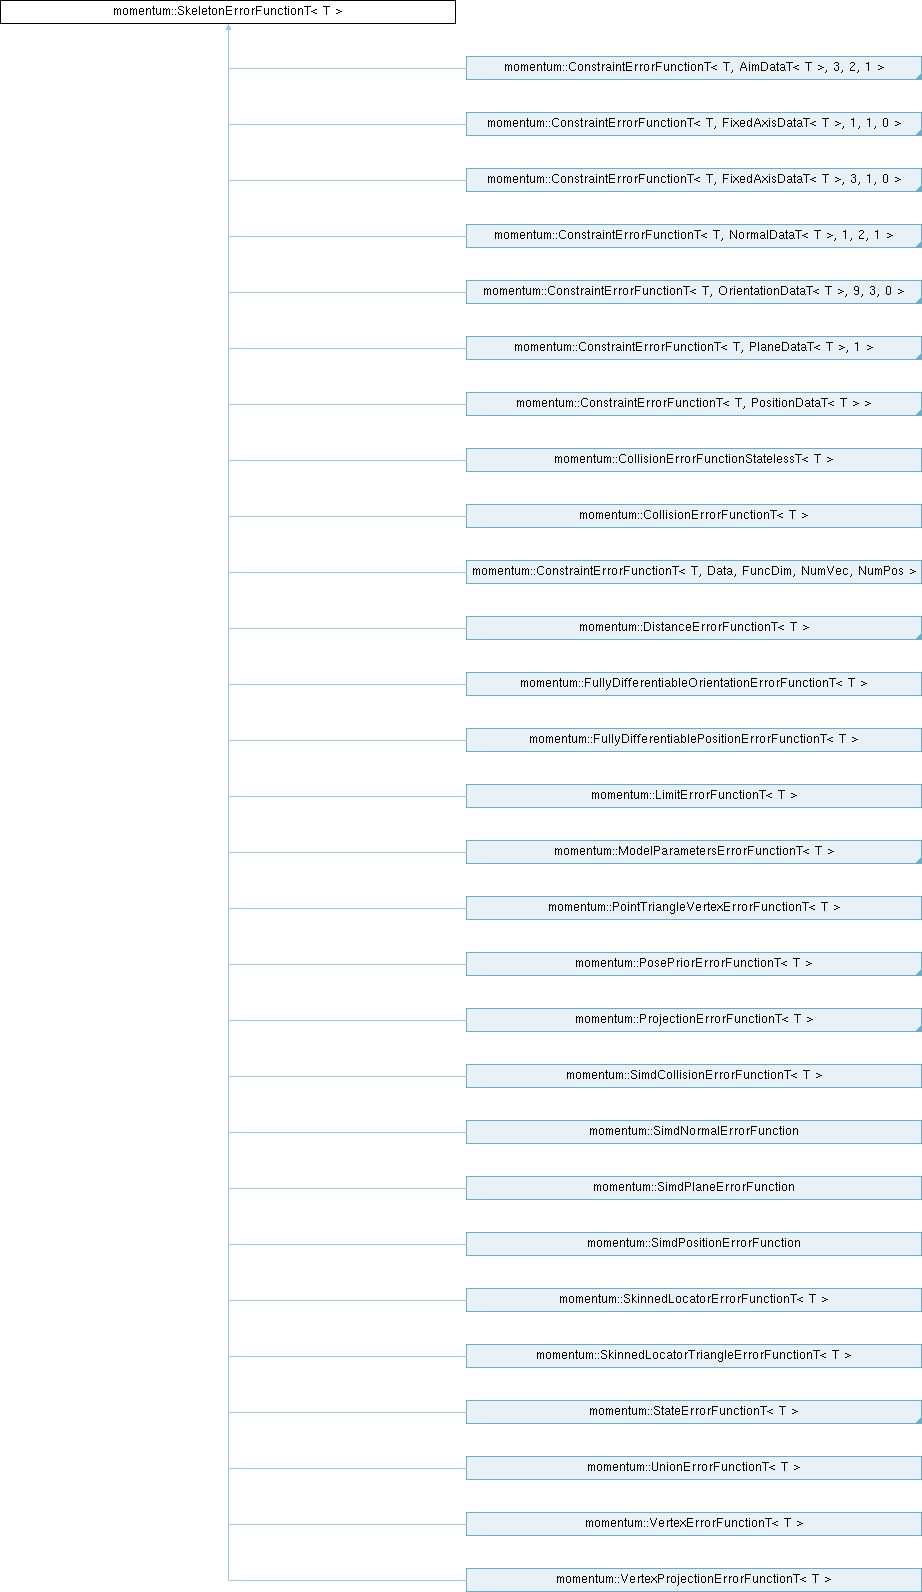 momentum::SkeletonErrorFunctionT< T >
momentum::ConstraintErrorFunctionT< T, AimDataT< T >, 3, 2, 1 >
momentum::ConstraintErrorFunctionT< T, FixedAxisDataT< T >, 1, 1, 0 >
momentum::ConstraintErrorFunctionT< T, FixedAxisDataT< T >, 3, 1, 0 >
momentum::ConstraintErrorFunctionT< T, NormalDataT< T >, 1, 2, 1 >
momentum::ConstraintErrorFunctionT< T, OrientationDataT< T >, 9, 3, 0 >
momentum::ConstraintErrorFunctionT< T, PlaneDataT< T >, 1 >
momentum::ConstraintErrorFunctionT< T, PositionDataT< T > >
momentum::CollisionErrorFunctionStatelessT< T >
momentum::CollisionErrorFunctionT< T >
momentum::ConstraintErrorFunctionT< T, Data, FuncDim, NumVec, NumPos >
momentum::DistanceErrorFunctionT< T >
momentum::FullyDifferentiableOrientationErrorFunctionT< T >
momentum::FullyDifferentiablePositionErrorFunctionT< T >
momentum::LimitErrorFunctionT< T >
momentum::ModelParametersErrorFunctionT< T >
momentum::PointTriangleVertexErrorFunctionT< T >
momentum::PosePriorErrorFunctionT< T >
momentum::ProjectionErrorFunctionT< T >
momentum::SimdCollisionErrorFunctionT< T >
momentum::SimdNormalErrorFunction
momentum::SimdPlaneErrorFunction
momentum::SimdPositionErrorFunction
momentum::SkinnedLocatorErrorFunctionT< T >
momentum::SkinnedLocatorTriangleErrorFunctionT< T >
momentum::StateErrorFunctionT< T >
momentum::UnionErrorFunctionT< T >
momentum::VertexErrorFunctionT< T >
momentum::VertexProjectionErrorFunctionT< T >